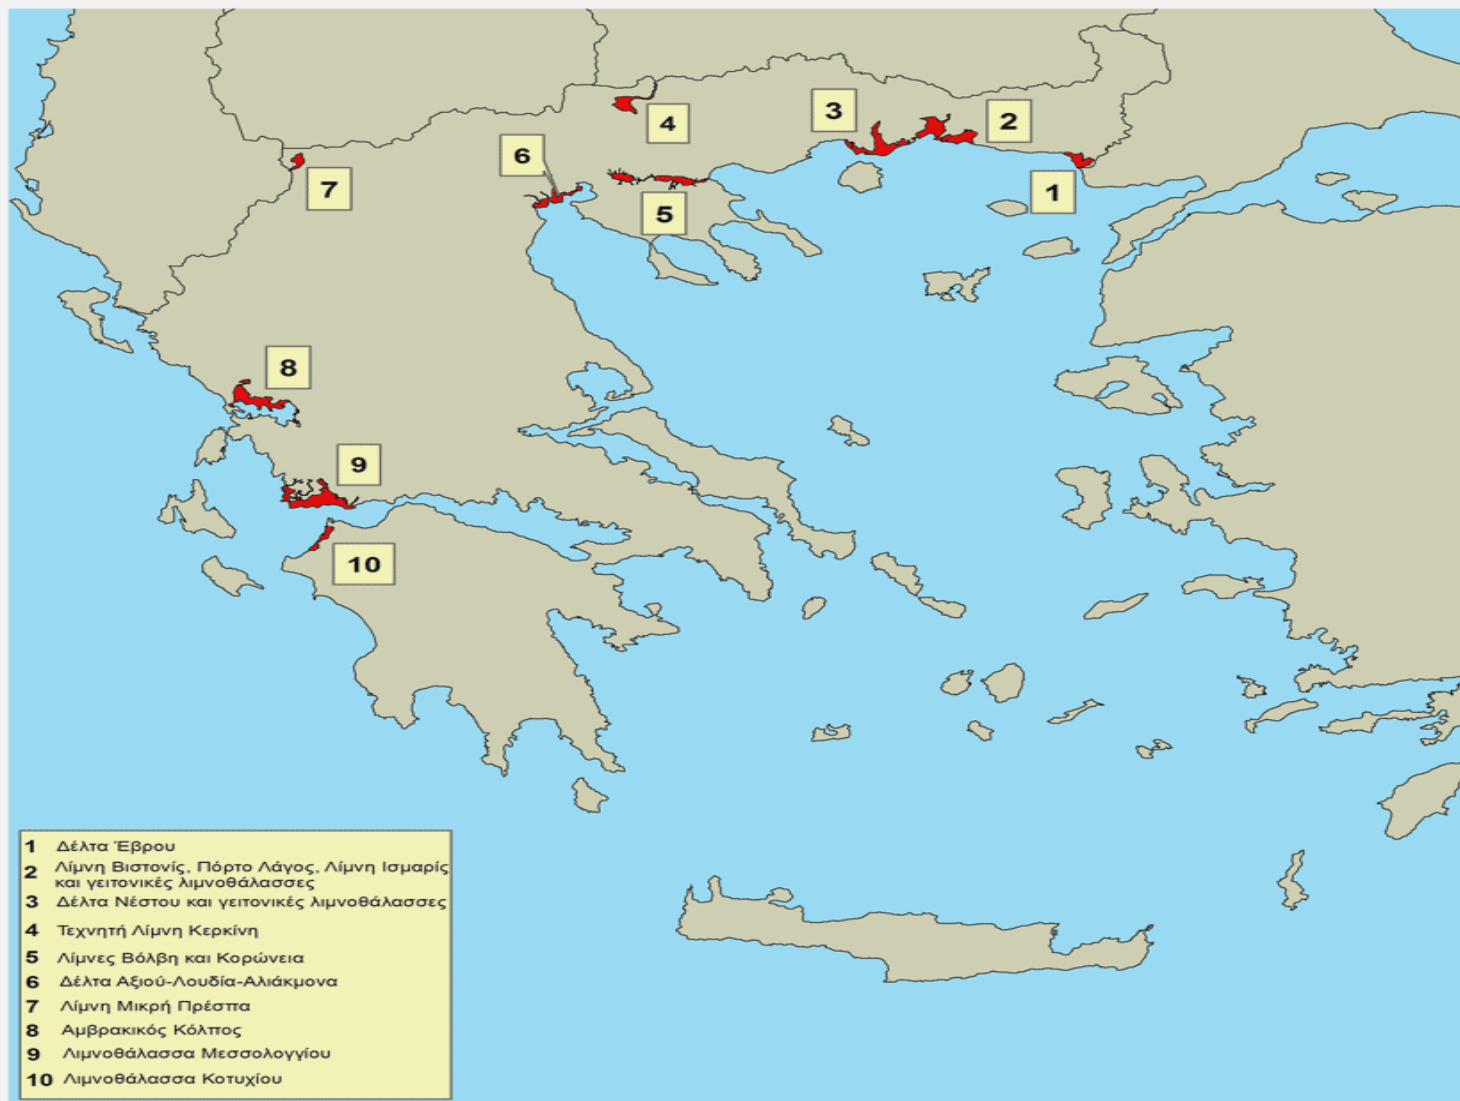 3
2
4
6
7
5
1
8
9
10
1 Δέλτα Έβρου
2 Λίμνη Βιστονίς, Πόρτο Λάγος, Λίμνη Ισμαρίς
και γειτονικές λιμνοθάλασσες
3 Δέλτα Νέστου και γειτονικές λιμνοθάλασσες
4 Τεχνητή Λίμνη Κερκίνη
5 Λίμνες Βόλβη και Κορώνεια
6 Δέλτα Αξιού-Λουδία-Αλιάκμονα
7 Λίμνη Μικρή Πρέσπα
8 Αμβρακικός Κόλπος
9 Λιμνοθάλασσα Μεσσολογγίου
10 Λιμνοθάλασσα Κοτυχίου